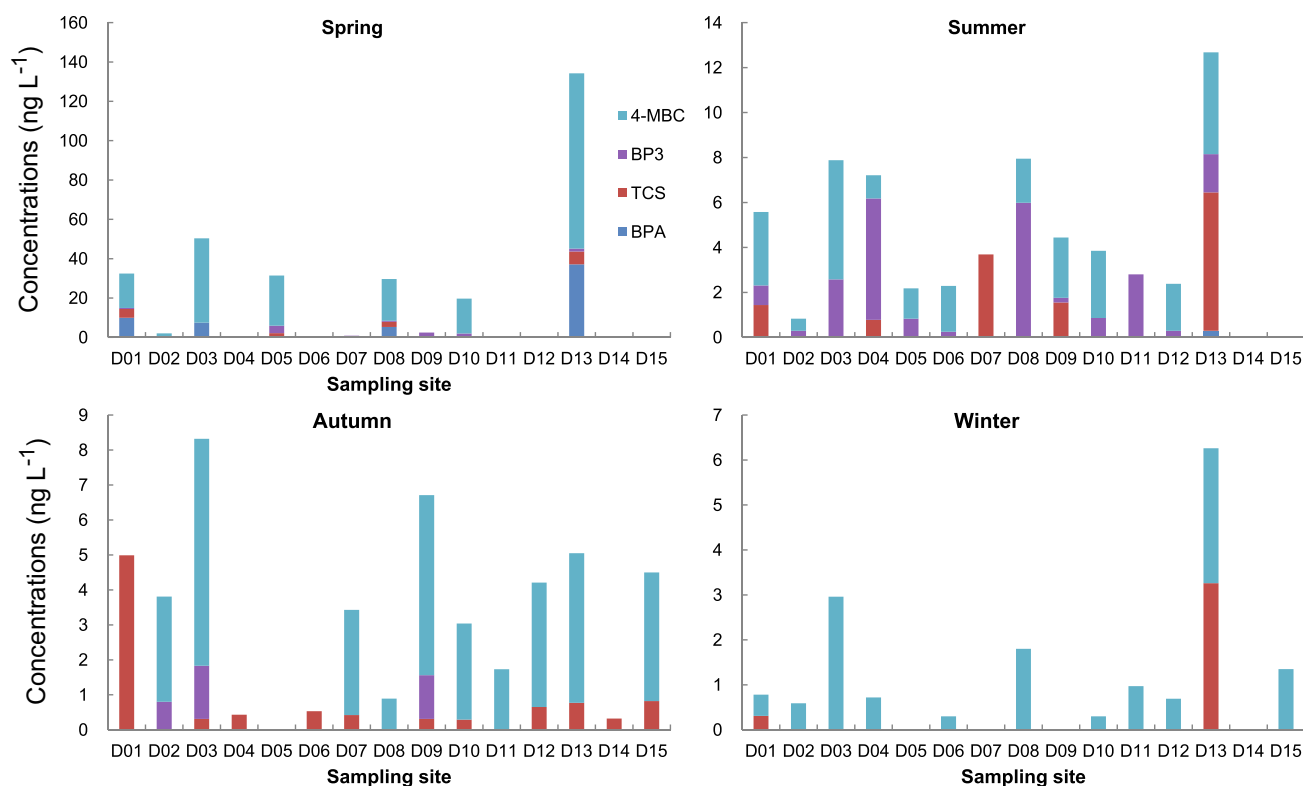 Spring
Concentrations (ng L-1)
160
140
120
100
80
60
40
20
0
4-MBC
BP3
TCS
BPA
D01 D02 D03 D04 D05 D06 D07 D08 D09 D10 D11 D12 D13 D14 D15
Sampling site
Summer
14
12
10
8
6
4
2
0
D01 D02 D03 D04 D05 D06 D07 D08 D09 D10 D11 D12 D13 D14 D15
Autumn
Concentrations (ng L-1)
9
8
7
6
5
4
3
2
1
0
D01 D02 D03 D04 D05 D06 D07 D08 D09 D10 D11 D12 D13 D14 D15
Sampling site
Winter
7
6
5
4
3
2
1
0
D01 D02 D03 D04 D05 D06 D07 D08 D09 D10 D11 D12 D13 D14 D15
Sampling site